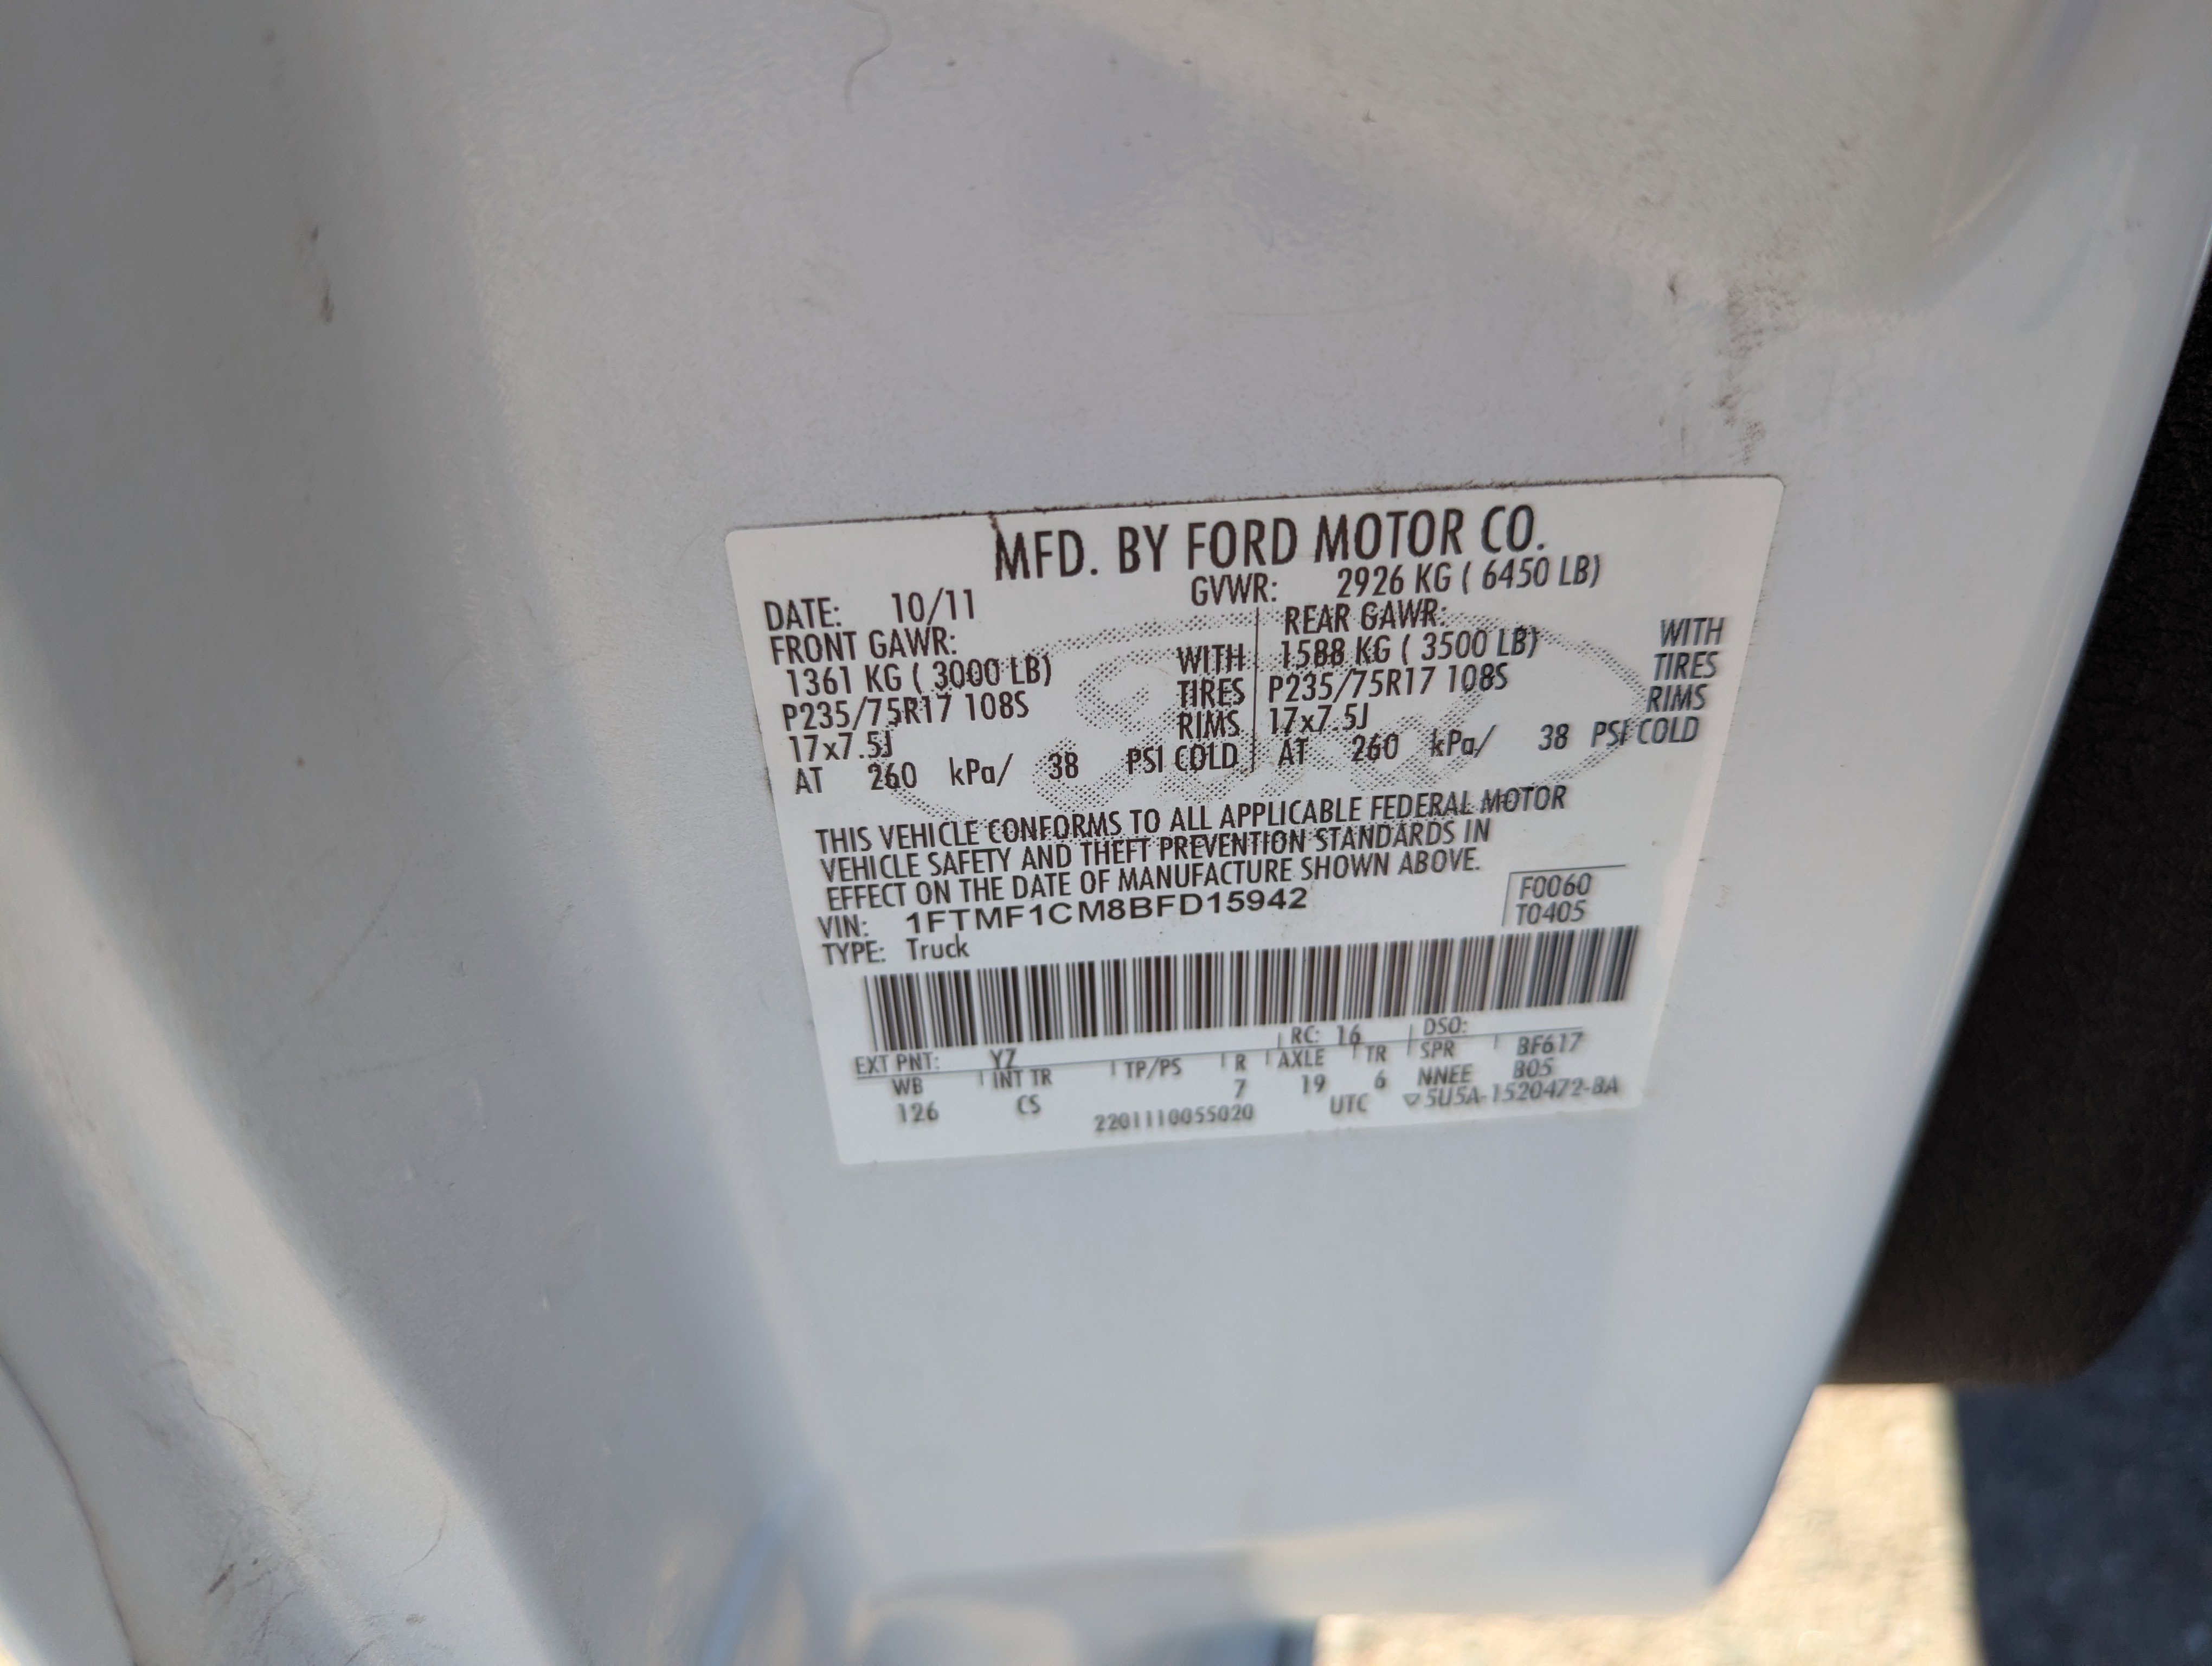 MFD. BY FORD MOTOR CO.
DATE: 10/11 GVWR: 2926 KG ( 6450 LB)
FRONT GAWR: REAR GAWR:
1361 KG ( 3000 LB) WITH 1588 KG ( 3500 LB) WITH
P235/75R17 108S TIRES P235/75R17 108S TIRES
17x7.5J RIMS 17x7.5J RIMS
AT 260 kPa/ 38 PSI COLD AT 260 kPa/ 38 PSI COLD
THIS VEHICLE CONFORMS TO ALL APPLICABLE FEDERAL MOTOR
VEHICLE SAFETY AND THEFT PREVENTION STANDARDS IN
EFFECT ON THE DATE OF MANUFACTURE SHOWN ABOVE.
VIN: 1FTMF1CM8BFD15942 F0060
TYPE: Truck T0405
EXT PNT: YZ RC: 16 DSO:
WB INT TR TP/PS R AXLE TR SPR BF617
126 CS 7 19 6 NNEE B05
2201110055020 UTC ▽5U5A-1520472-BA